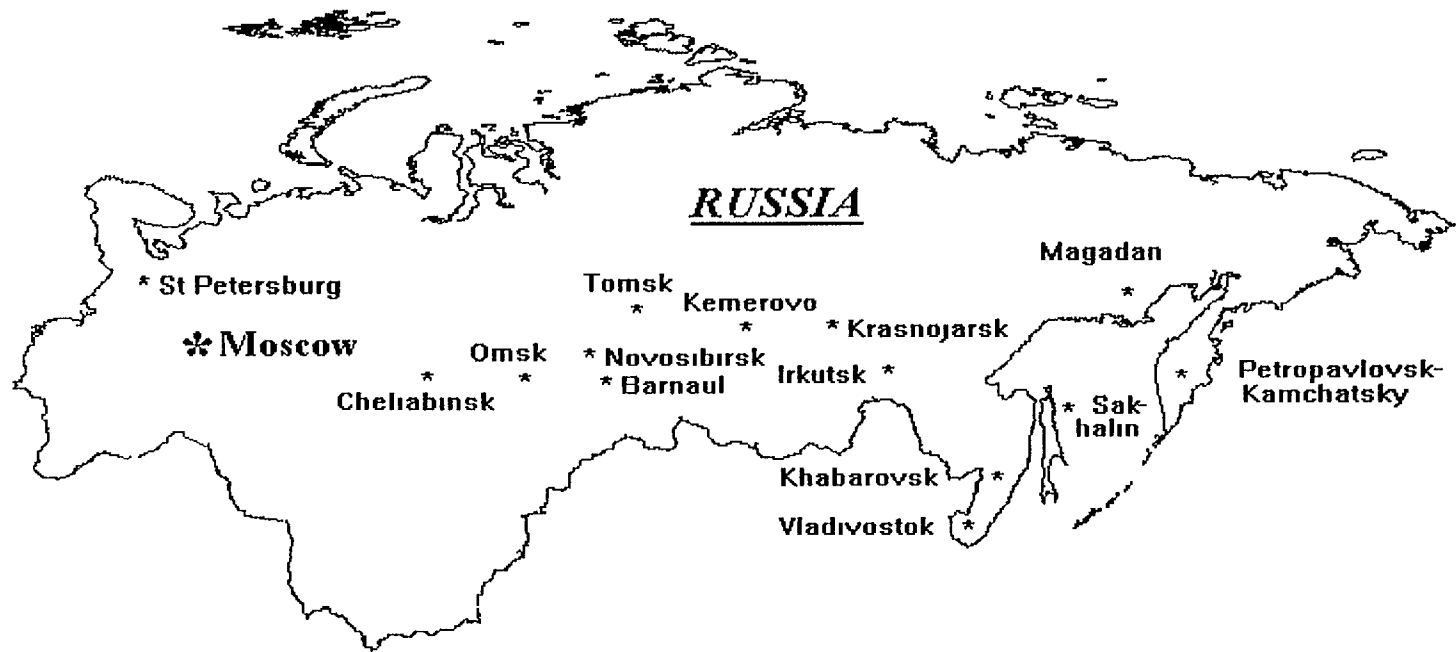 RUSSIA
Magadan
* St Petersburg
Tomsk
Kemerovo
* Krasnojarsk
* Moscow
Omsk
* Novosibirsk
Irkutsk *
Petropavlovsk-
Kamchatsky
* Barnaul
Cheliabinsk
* Sak-
halin
Khabarovsk *
Vladivostok *